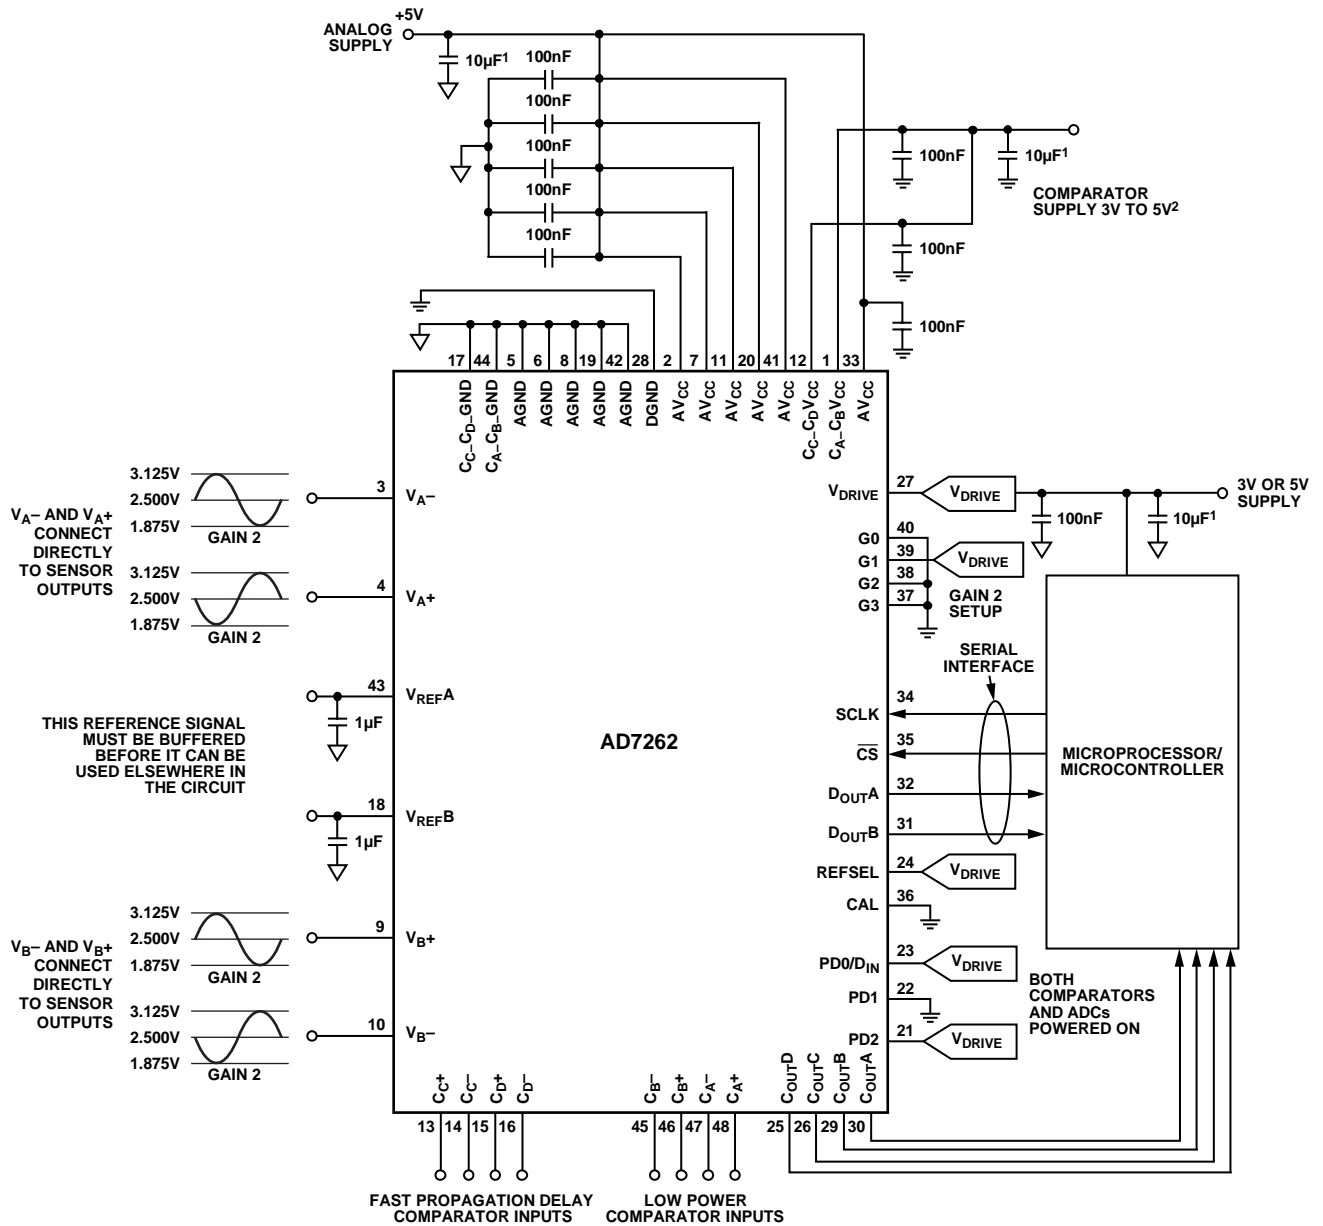 +5V
ANALOG
SUPPLY
10µF1
100nF
100nF
100nF
100nF
100nF
100nF
10µF1
COMPARATOR
SUPPLY 3V TO 5V2
100nF
100nF
17 44 5 6 8 19 42 28 2 7 11 20 41 12 1 33
CC_CD_GND
CA_CB_GND
AGND
AGND
AGND
AGND
AGND
DGND
AVCC
AVCC
AVCC
AVCC
AVCC
CC_CDVCC
CA_CBVCC
AVCC
3.125V
2.500V
1.875V
GAIN 2
3 VA–
VA– AND VA+
CONNECT
DIRECTLY
TO SENSOR
OUTPUTS
3.125V
2.500V
1.875V
GAIN 2
4 VA+
43 VREFA
1µF
THIS REFERENCE SIGNAL
MUST BE BUFFERED
BEFORE IT CAN BE
USED ELSEWHERE IN
THE CIRCUIT
18 VREFB
1µF
3.125V
2.500V
1.875V
GAIN 2
9 VB+
VB– AND VB+
CONNECT
DIRECTLY
TO SENSOR
OUTPUTS
3.125V
2.500V
1.875V
GAIN 2
10 VB–
AD7262
VDRIVE 27 VDRIVE
3V OR 5V
SUPPLY
100nF
10µF1
G0 40
G1 39 VDRIVE
G2 38
G3 37
GAIN 2
SETUP
SERIAL
INTERFACE
SCLK 34
CS 35
DOUTA 32
DOUTB 31
MICROPROCESSOR/
MICROCONTROLLER
REFSEL 24 VDRIVE
CAL 36
PD0/DIN 23 VDRIVE
PD1 22
PD2 21 VDRIVE
BOTH
COMPARATORS
AND ADCs
POWERED ON
CC+
CC–
CD+
CD–
CB–
CB+
CA–
CA+
COUTD
COUTC
COUTB
COUTA
13 14 15 16 45 46 47 48 25 26 29 30
FAST PROPAGATION DELAY
COMPARATOR INPUTS
LOW POWER
COMPARATOR INPUTS